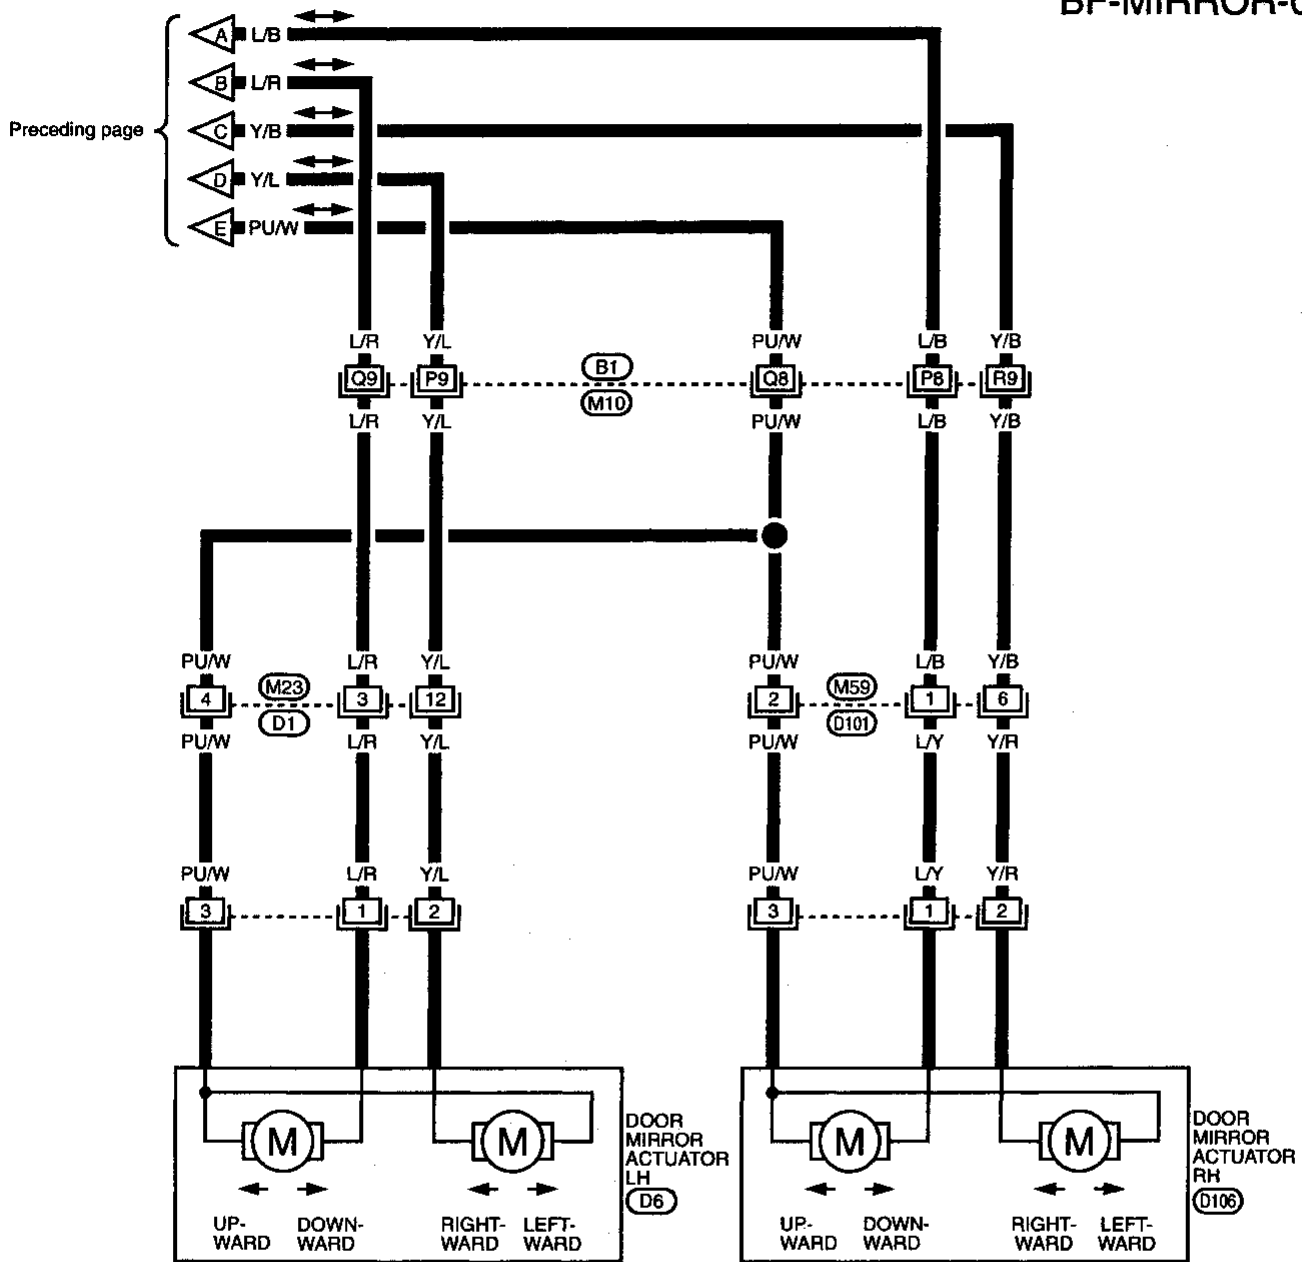 BF-MIRROR-0
A L/B
B L/R
Preceding page
C Y/B
D Y/L
E PU/W
L/R Y/L PU/W L/B Y/B
Q9 P9 B1 Q8 P8 R9
M10
L/R Y/L PU/W L/B Y/B
PU/W L/R Y/L PU/W L/B Y/B
4 M23 3 12 2 M59 1 6
D1 D101
PU/W L/R Y/L PU/W L/Y Y/R
PU/W L/R Y/L PU/W L/Y Y/R
3 1 2 3 1 2
M M
DOOR
MIRROR
ACTUATOR
LH
D6
UP-
WARD
DOWN-
WARD
RIGHT-
WARD
LEFT-
WARD
M M
DOOR
MIRROR
ACTUATOR
RH
D106
UP-
WARD
DOWN-
WARD
RIGHT-
WARD
LEFT-
WARD